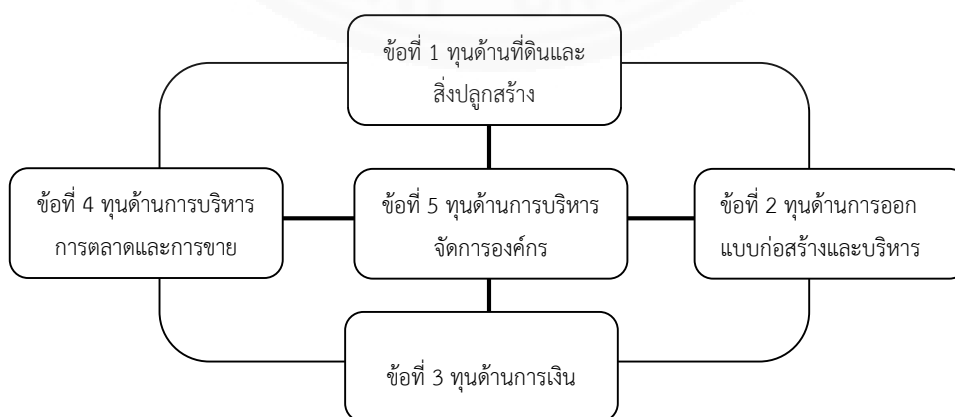 ข้อที่ 1 ทุนด้านที่ดินและ
สิ่งปลูกสร้าง
ข้อที่ 4 ทุนด้านการบริหาร
การตลาดและการขาย
ข้อที่ 5 ทุนด้านการบริหาร
จัดการองค์กร
ข้อที่ 2 ทุนด้านการออก
แบบก่อสร้างและบริหาร
ข้อที่ 3 ทุนด้านการเงิน